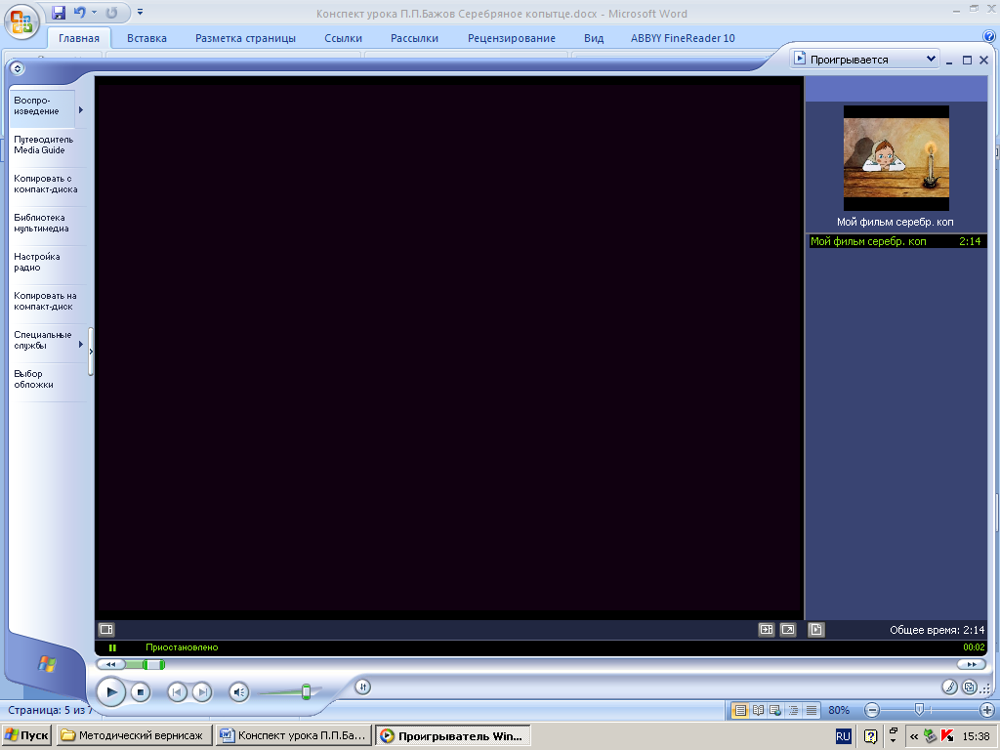 Конспект урока П.П.Бажов Серебряное копытце.docx - Microsoft Word
Главная Вставка Разметка страницы Ссылки Рассылки Рецензирование Вид ABBYY FineReader 10
Проигрывается
Воспро-
изведение
Путеводитель
Media Guide
Копировать с
компакт-диска
Библиотека
мультимедиа
Настройка
радио
Копировать на
компакт-диск
Специальные
службы
Выбор
обложки
Мой фильм серебр. коп
Мой фильм серебр. коп 2:14
Общее время: 2:14
Приостановлено 00:02
Страница: 5 из 7 80%
Пуск Методический вернисаж Конспект урока П.П.Ба... Проигрыватель Win... RU 15:38